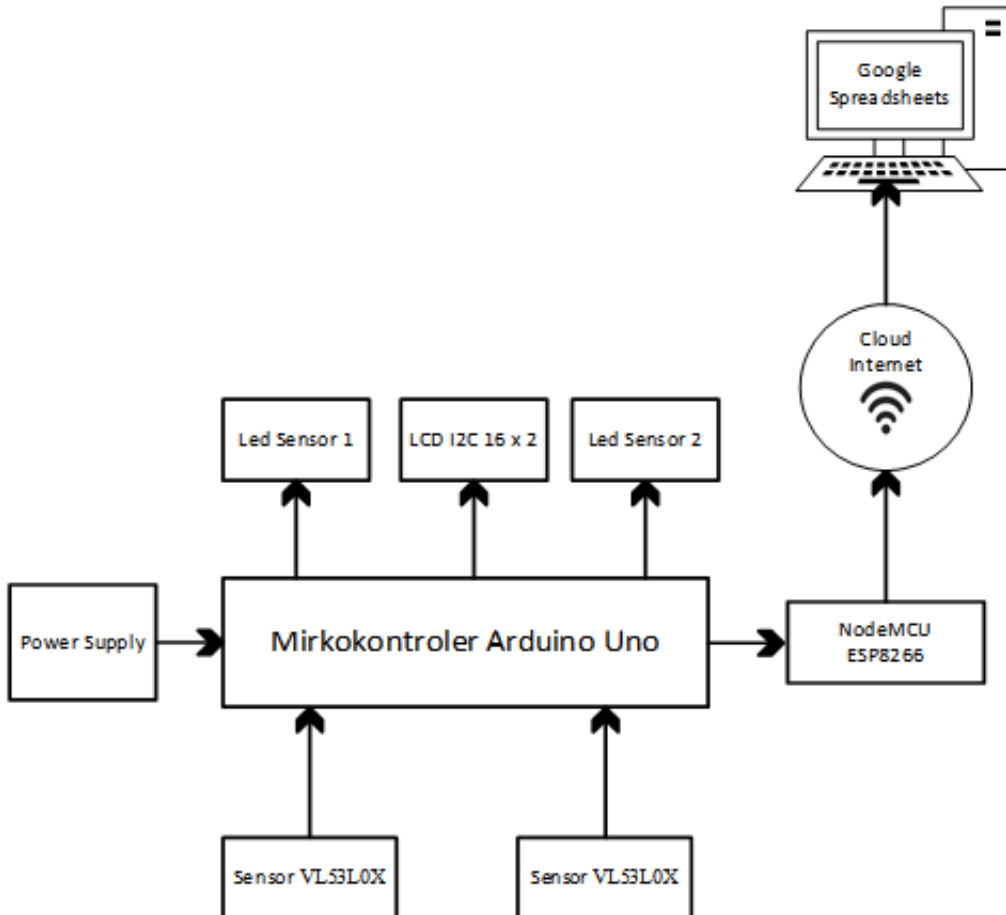 Google
Spreadsheets
Cloud
Internet
Led Sensor 1
LCD I2C 16 x 2
Led Sensor 2
Power Supply
Mirkokontroler Arduino Uno
NodeMCU
ESP8266
Sensor VL53L0X
Sensor VL53L0X